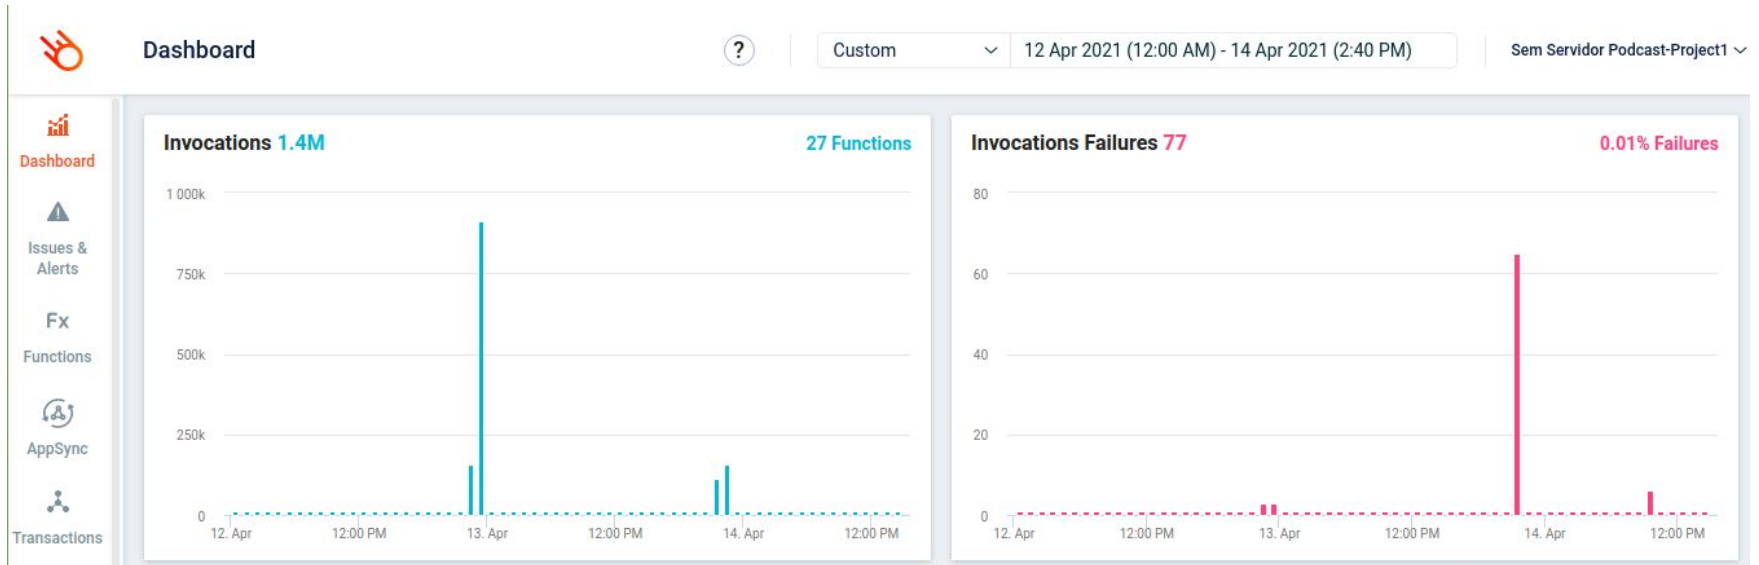 Dashboard
?
Custom
12 Apr 2021 (12:00 AM) - 14 Apr 2021 (2:40 PM)
Sem Servidor Podcast-Project1
Dashboard
Issues &
Alerts
Fx
Functions
AppSync
Transactions
Invocations 1.4M
27 Functions
1 000k
750k
500k
250k
0
12. Apr
12:00 PM
13. Apr
12:00 PM
14. Apr
12:00 PM
Invocations Failures 77
0.01% Failures
80
60
40
20
0
12. Apr
12:00 PM
13. Apr
12:00 PM
14. Apr
12:00 PM